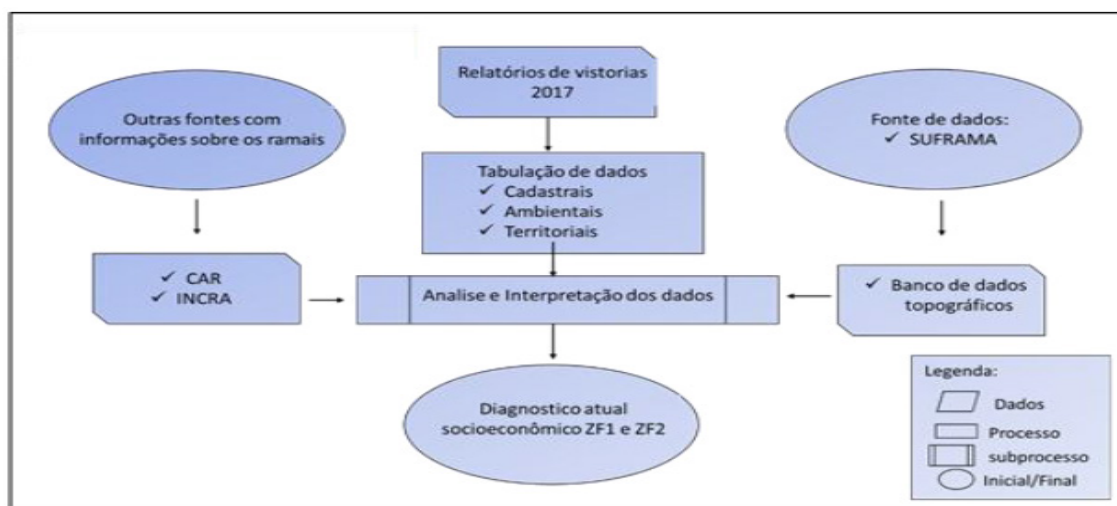 Relatórios de vistorias
2017
Outras fontes com
informações sobre os ramais
Fonte de dados:
✓ SUFRAMA
Tabulação de dados
✓ Cadastrais
✓ Ambientais
✓ Territoriais
✓ CAR
✓ INCRA
Analise e Interpretação dos dados
✓ Banco de dados
topográficos
Diagnostico atual
socioeconômico ZF1 e ZF2
Legenda:
Dados
Processo
subprocesso
Inicial/Final